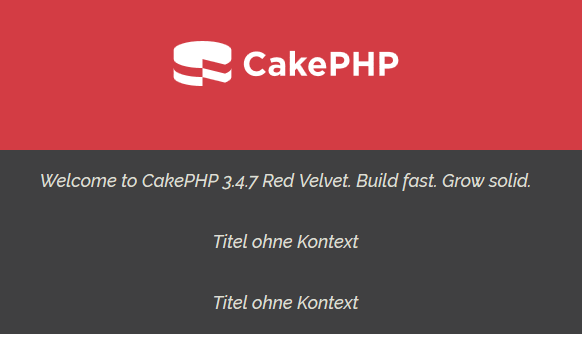 CakePHP
Welcome to CakePHP 3.4.7 Red Velvet. Build fast. Grow solid.
Titel ohne Kontext
Titel ohne Kontext